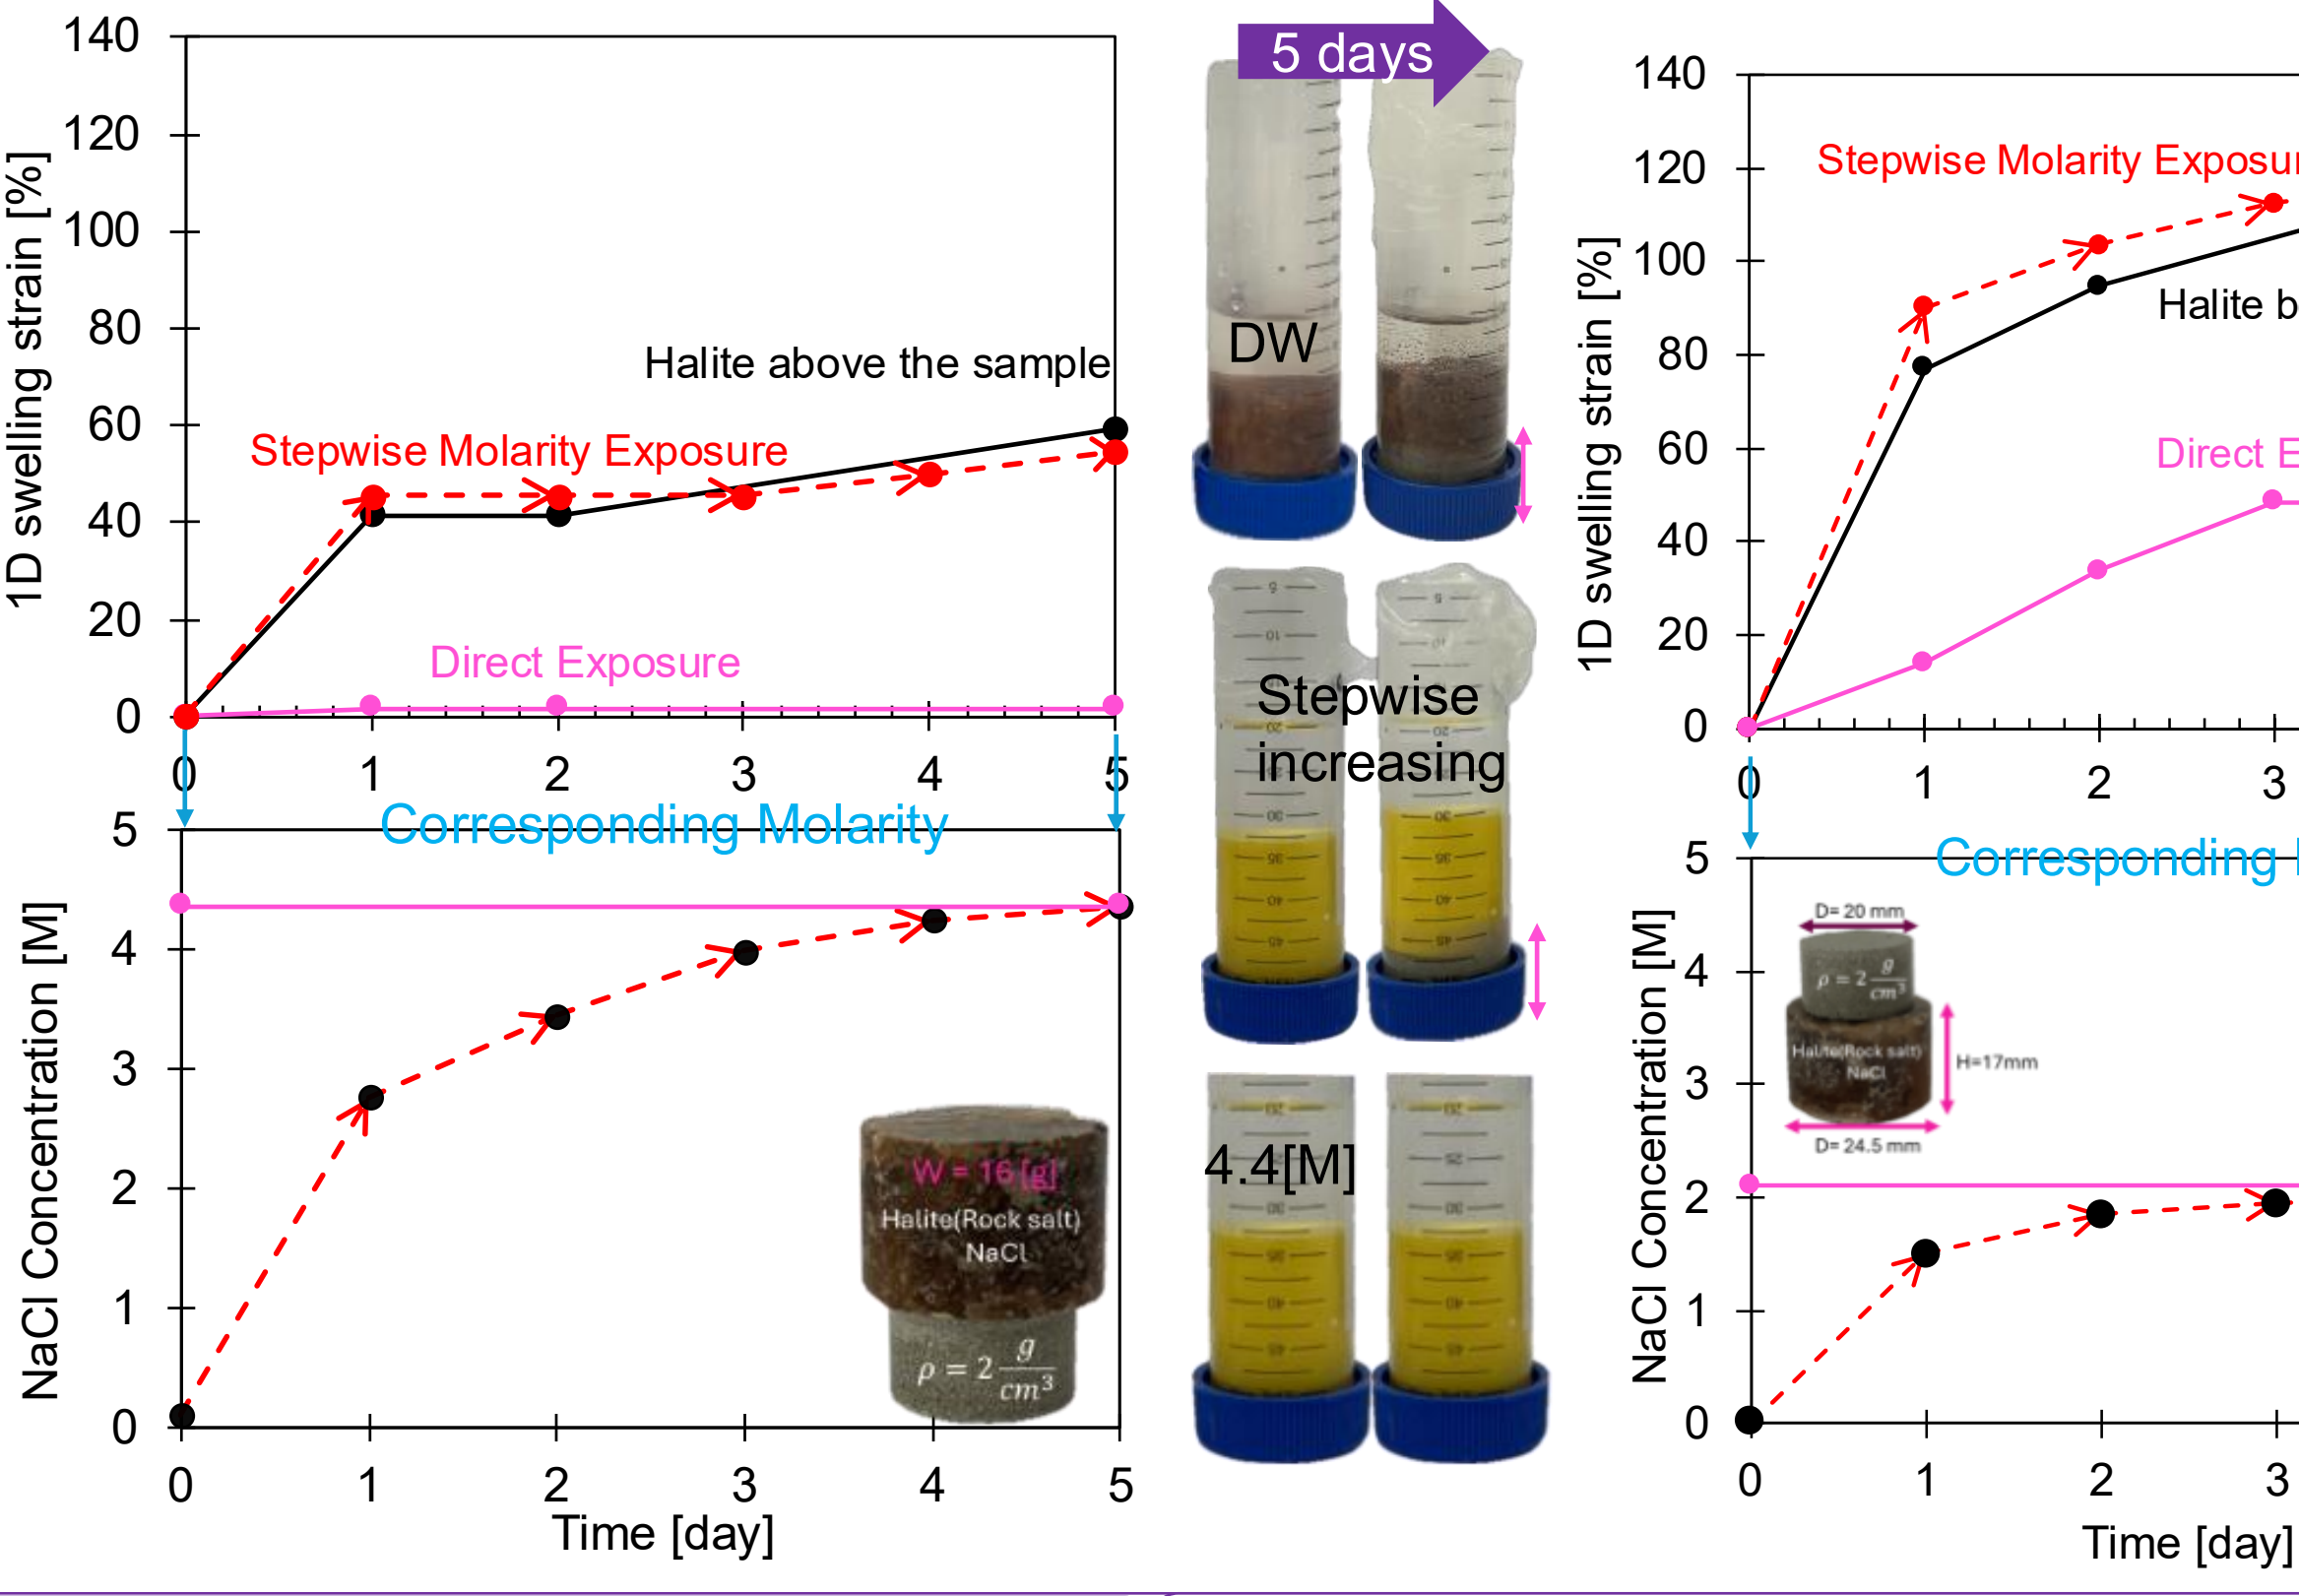 140
120
100
80
60
40
20
0
1D swelling strain [%]
Halite above the sample
Stepwise Molarity Exposure
Direct Exposure
0 1 2 3 4 5
Corresponding Molarity
5
4
3
2
1
0
NaCl Concentration [M]
W = 16 [g]
Halite(Rock salt)
NaCl
ρ = 2 g/cm³
0 1 2 3 4 5
Time [day]
5 days
DW
Stepwise
increasing
4.4[M]
140
120
100
80
60
40
20
0
1D swelling strain [%]
Stepwise Molarity
Halite
Direct
0 1 2 3
Corresponding
5
4
3
2
1
0
NaCl Concentration [M]
D= 20 mm
ρ = 2 g/cm³
Halite(Rock salt)
NaCl
H=17mm
D= 24.5 mm
0 1 2 3
Time [day]